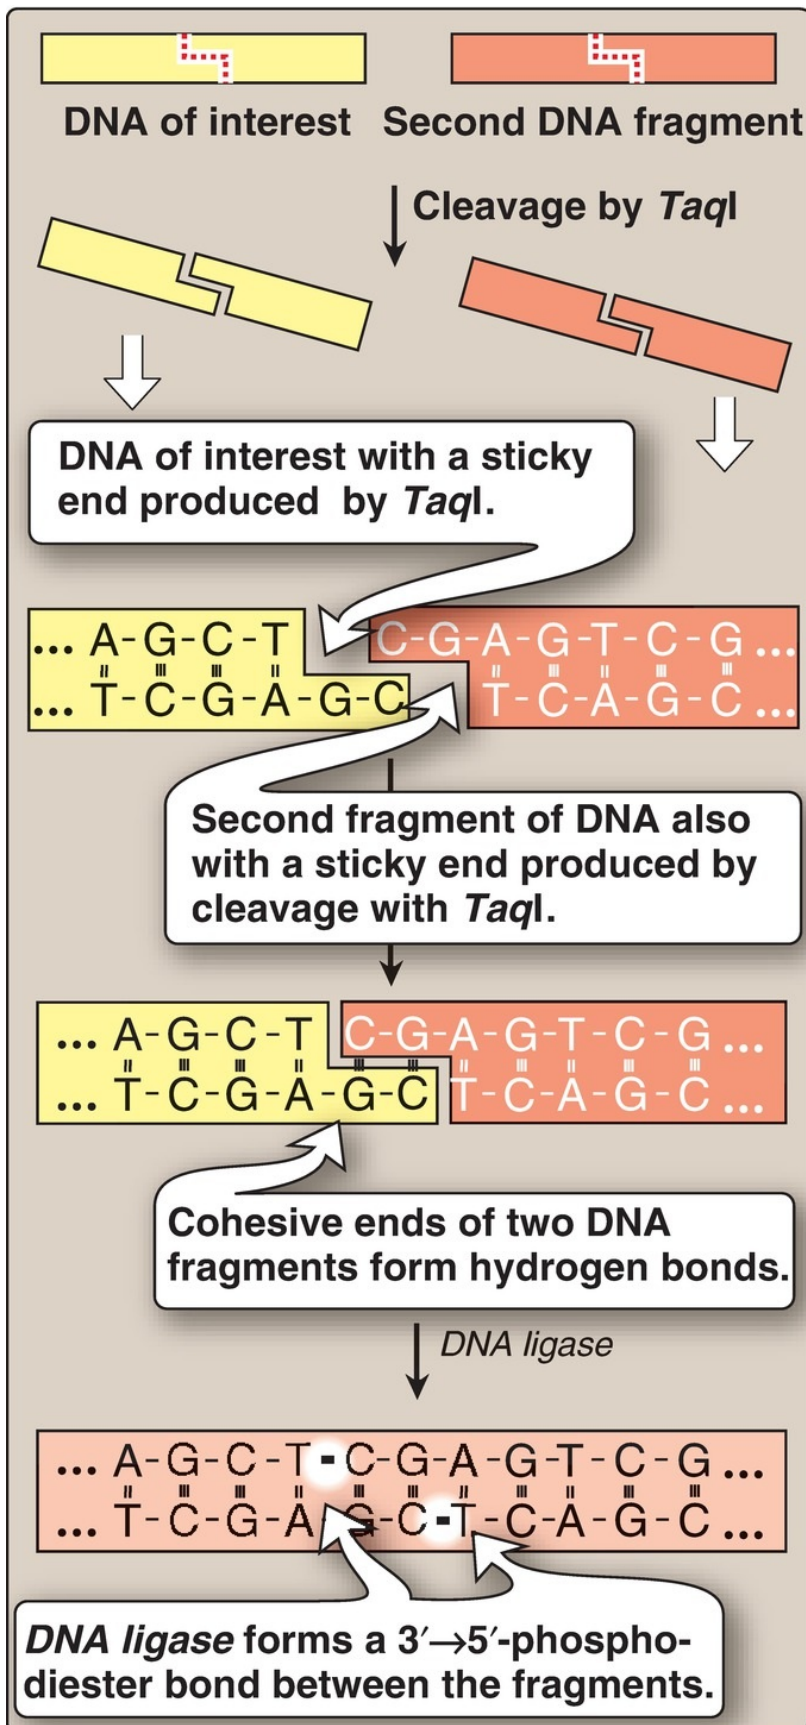 DNA of interest Second DNA fragment
Cleavage by TaqI
DNA of interest with a sticky
end produced by TaqI.
... A-G-C-T C-G-A-G-T-C-G...
... T-C-G-A-G-C T-C-A-G-C...
Second fragment of DNA also
with a sticky end produced by
cleavage with TaqI.
... A-G-C-T C-G-A-G-T-C-G...
... T-C-G-A-G-C T-C-A-G-C...
Cohesive ends of two DNA
fragments form hydrogen bonds.
DNA ligase
... A-G-C-T-C-G-A-G-T-C-G...
... T-C-G-A-G-C-T-C-A-G-C...
DNA ligase forms a 3′→5′-phospho-
diester bond between the fragments.